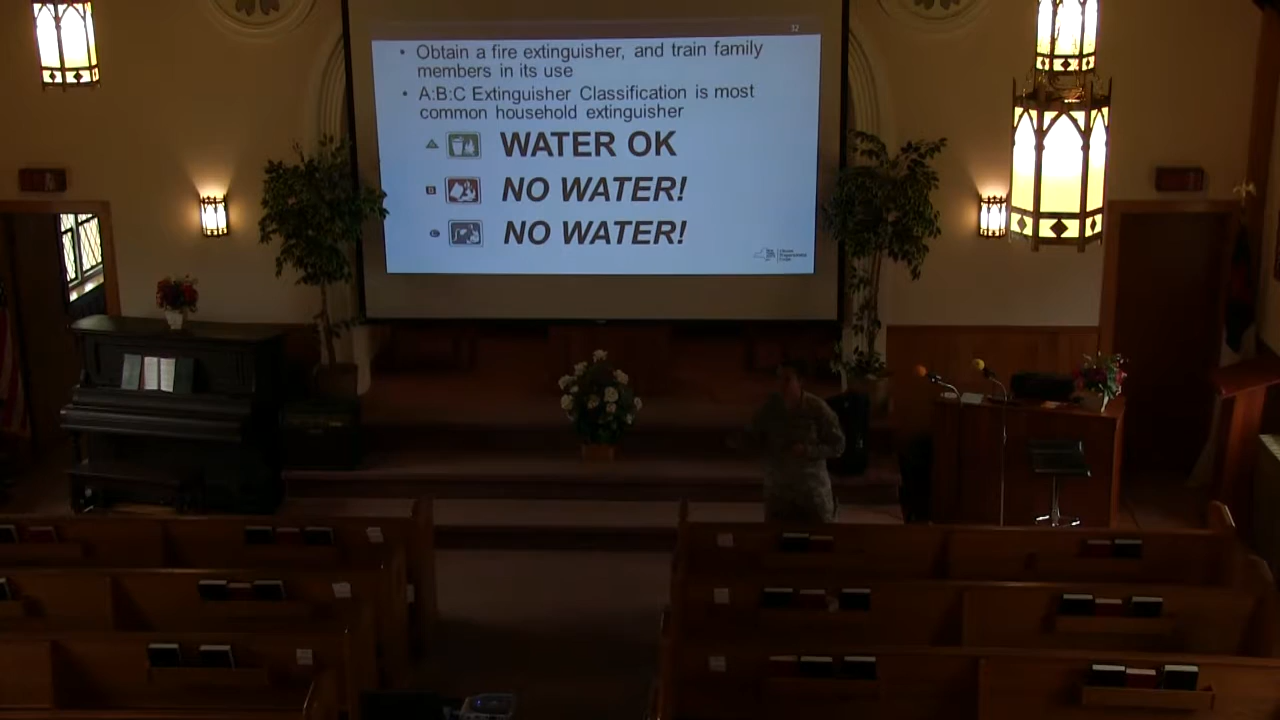 32
• Obtain a fire extinguisher, and train family
members in its use
• A:B:C Extinguisher Classification is most
common household extinguisher
WATER OK
NO WATER!
NO WATER!